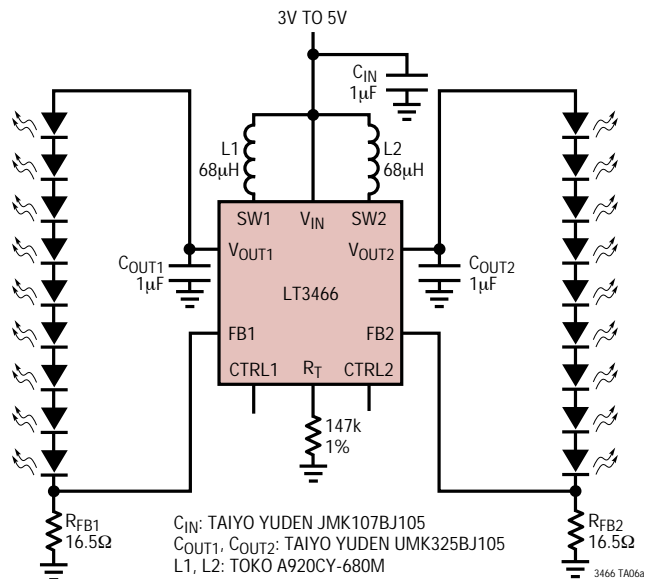 3V TO 5V
CIN
1µF
L1
68µH
L2
68µH
SW1
VIN
SW2
VOUT1
VOUT2
COUT1
1µF
COUT2
1µF
LT3466
FB1
FB2
CTRL1
RT
CTRL2
147k
1%
RFB1
16.5Ω
RFB2
16.5Ω
CIN: TAIYO YUDEN JMK107BJ105
COUT1, COUT2: TAIYO YUDEN UMK325BJ105
L1, L2: TOKO A920CY-680M
3466 TA06a